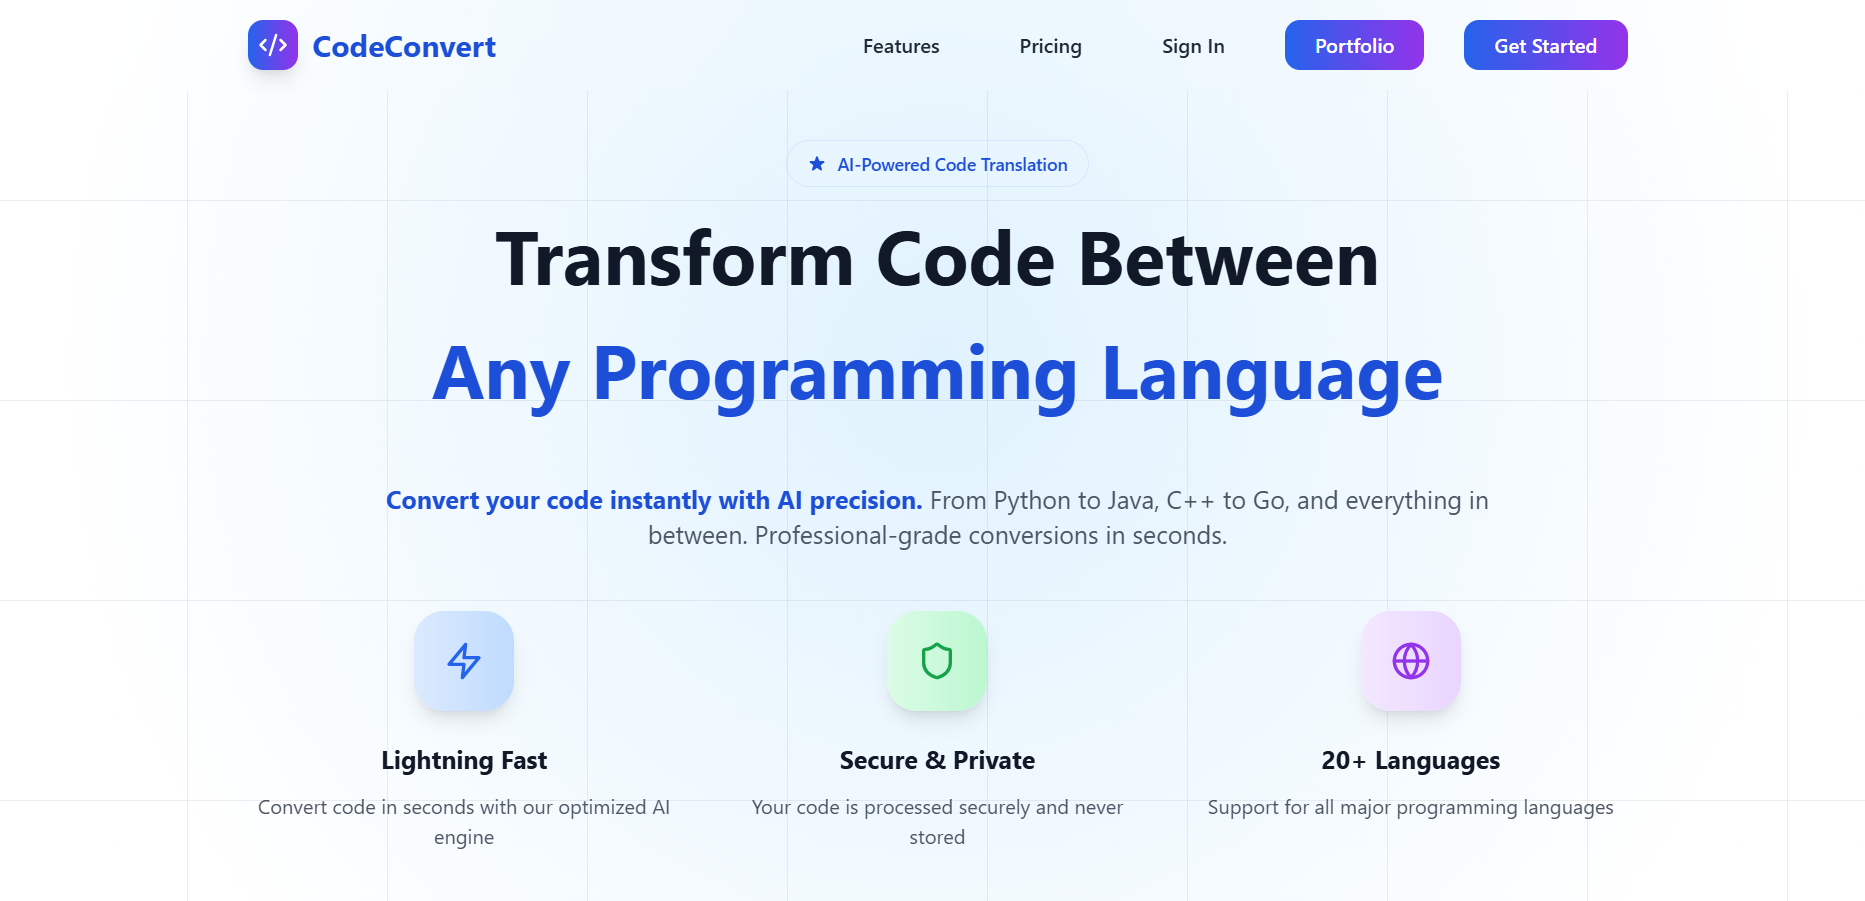 CodeConvert
Features
Pricing
Sign In
Portfolio
Get Started
AI-Powered Code Translation
Transform Code Between
Any Programming Language
Convert your code instantly with AI precision. From Python to Java, C++ to Go, and everything in
between. Professional-grade conversions in seconds.
Lightning Fast
Convert code in seconds with our optimized AI
engine
Secure & Private
Your code is processed securely and never
stored
20+ Languages
Support for all major programming languages